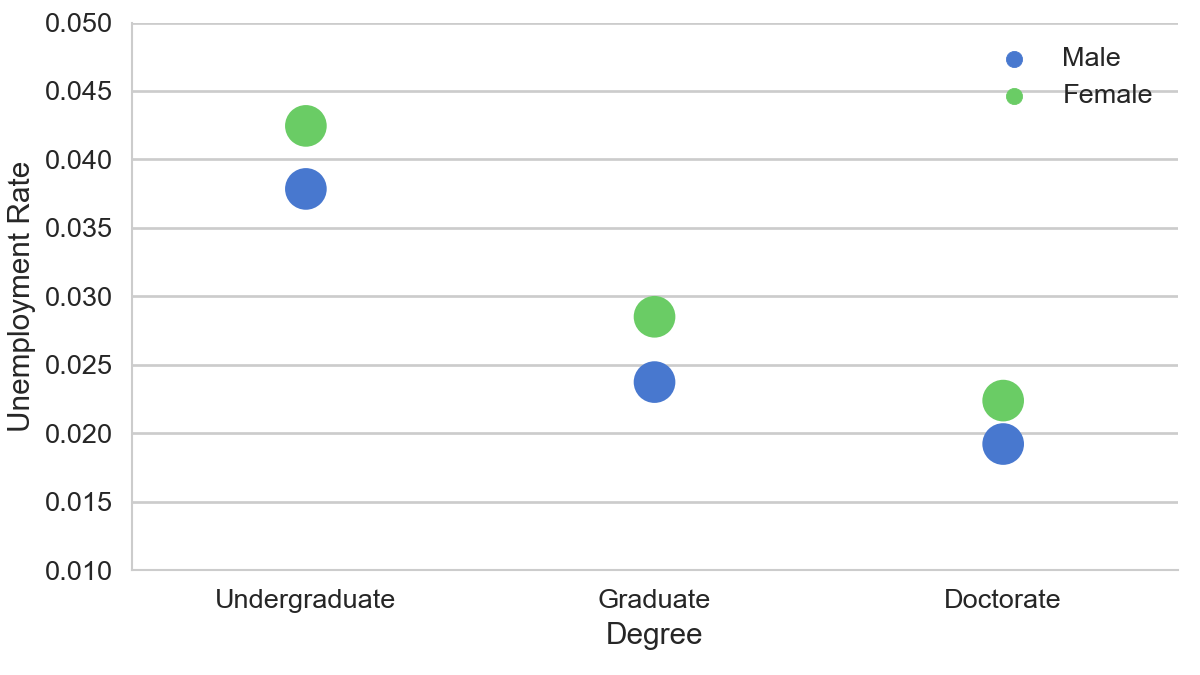 0.050
0.045
0.040
0.035
0.030
0.025
0.020
0.015
0.010
Unemployment Rate
Male
Female
Undergraduate
Graduate
Doctorate
Degree